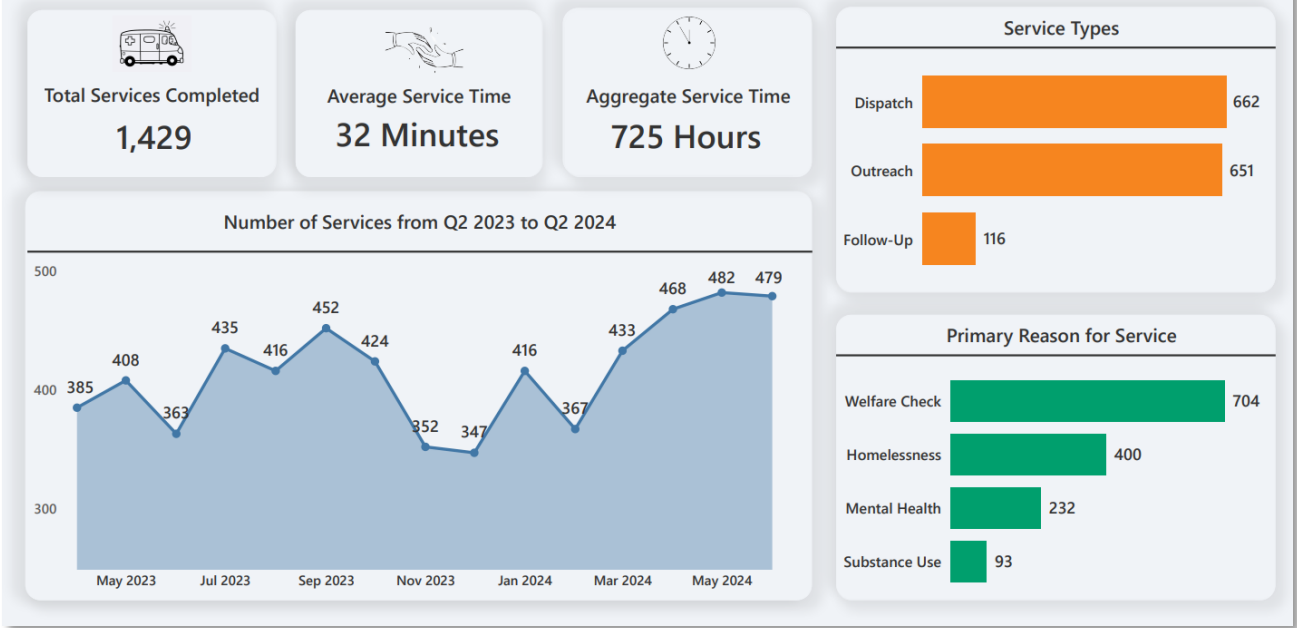 Total Services Completed
1,429
Average Service Time
32 Minutes
Aggregate Service Time
725 Hours
Service Types
Dispatch 662
Outreach 651
Follow-Up 116
Number of Services from Q2 2023 to Q2 2024
500
400
300
385
408
363
435
416
452
424
352
347
416
367
433
468
482
479
May 2023 Jul 2023 Sep 2023 Nov 2023 Jan 2024 Mar 2024 May 2024
Primary Reason for Service
Welfare Check 704
Homelessness 400
Mental Health 232
Substance Use 93